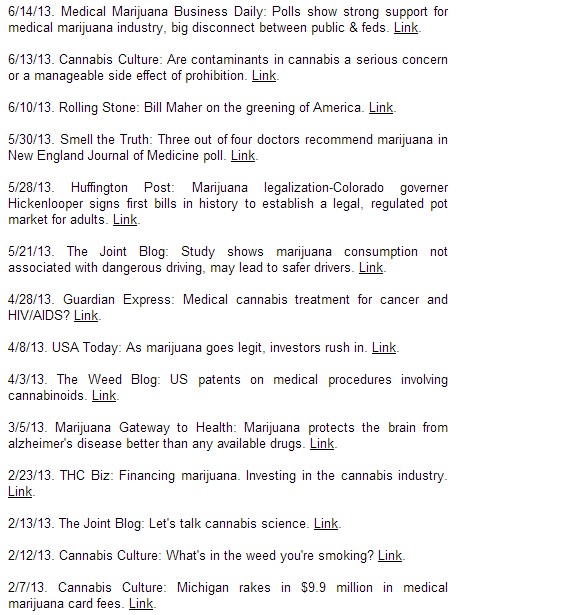 6/14/13. Medical Marijuana Business Daily: Polls show strong support for
medical marijuana industry, big disconnect between public & feds. Link.
6/13/13. Cannabis Culture: Are contaminants in cannabis a serious concern
or a manageable side effect of prohibition. Link.
6/10/13. Rolling Stone: Bill Maher on the greening of America. Link.
5/30/13. Smell the Truth: Three out of four doctors recommend marijuana in
New England Journal of Medicine poll. Link.
5/28/13. Huffington Post: Marijuana legalization-Colorado governer
Hickenlooper signs first bills in history to establish a legal, regulated pot
market for adults. Link.
5/21/13. The Joint Blog: Study shows marijuana consumption not
associated with dangerous driving, may lead to safer drivers. Link.
4/28/13. Guardian Express: Medical cannabis treatment for cancer and
HIV/AIDS? Link.
4/8/13. USA Today: As marijuana goes legit, investors rush in. Link.
4/3/13. The Weed Blog: US patents on medical procedures involving
cannabinoids. Link.
3/5/13. Marijuana Gateway to Health: Marijuana protects the brain from
alzheimer's disease better than any available drugs. Link.
2/23/13. THC Biz: Financing marijuana. Investing in the cannabis industry.
Link.
2/13/13. The Joint Blog: Let's talk cannabis science. Link.
2/12/13. Cannabis Culture: What's in the weed you're smoking? Link.
2/7/13. Cannabis Culture: Michigan rakes in $9.9 million in medical
marijuana card fees. Link.